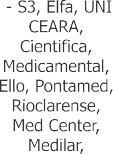 - S3, Elfa, UNI
CEARA,
Cientifica,
Medicamental,
Ello, Pontamed,
Rioclarense,
Med Center,
Medilar,